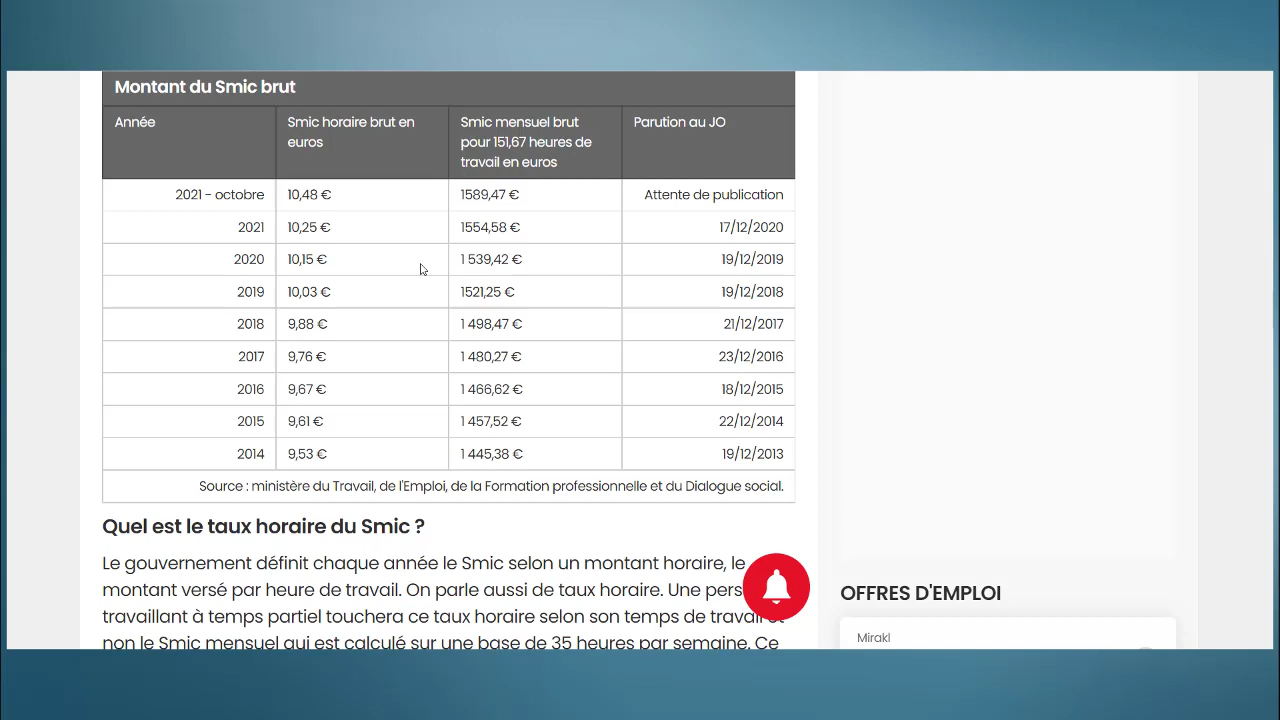 Montant du Smic brut
Année
Smic horaire brut en
euros
Smic mensuel brut
pour 151,67 heures de
travail en euros
Parution au JO
2021 - octobre 10,48 € 1589,47 € Attente de publication
2021 10,25 € 1554,58 € 17/12/2020
2020 10,15 € 1 539,42 € 19/12/2019
2019 10,03 € 1521,25 € 19/12/2018
2018 9,88 € 1 498,47 € 21/12/2017
2017 9,76 € 1 480,27 € 23/12/2016
2016 9,67 € 1 466,62 € 18/12/2015
2015 9,61 € 1 457,52 € 22/12/2014
2014 9,53 € 1 445,38 € 19/12/2013
Source : ministère du Travail, de l'Emploi, de la Formation professionnelle et du Dialogue social.
Quel est le taux horaire du Smic ?
Le gouvernement définit chaque année le Smic selon un montant horaire, le
montant versé par heure de travail. On parle aussi de taux horaire. Une pers
travaillant à temps partiel touchera ce taux horaire selon son temps de travail et
non le Smic mensuel qui est calculé sur une base de 35 heures par semaine. Ce
OFFRES D'EMPLOI
Mirakl